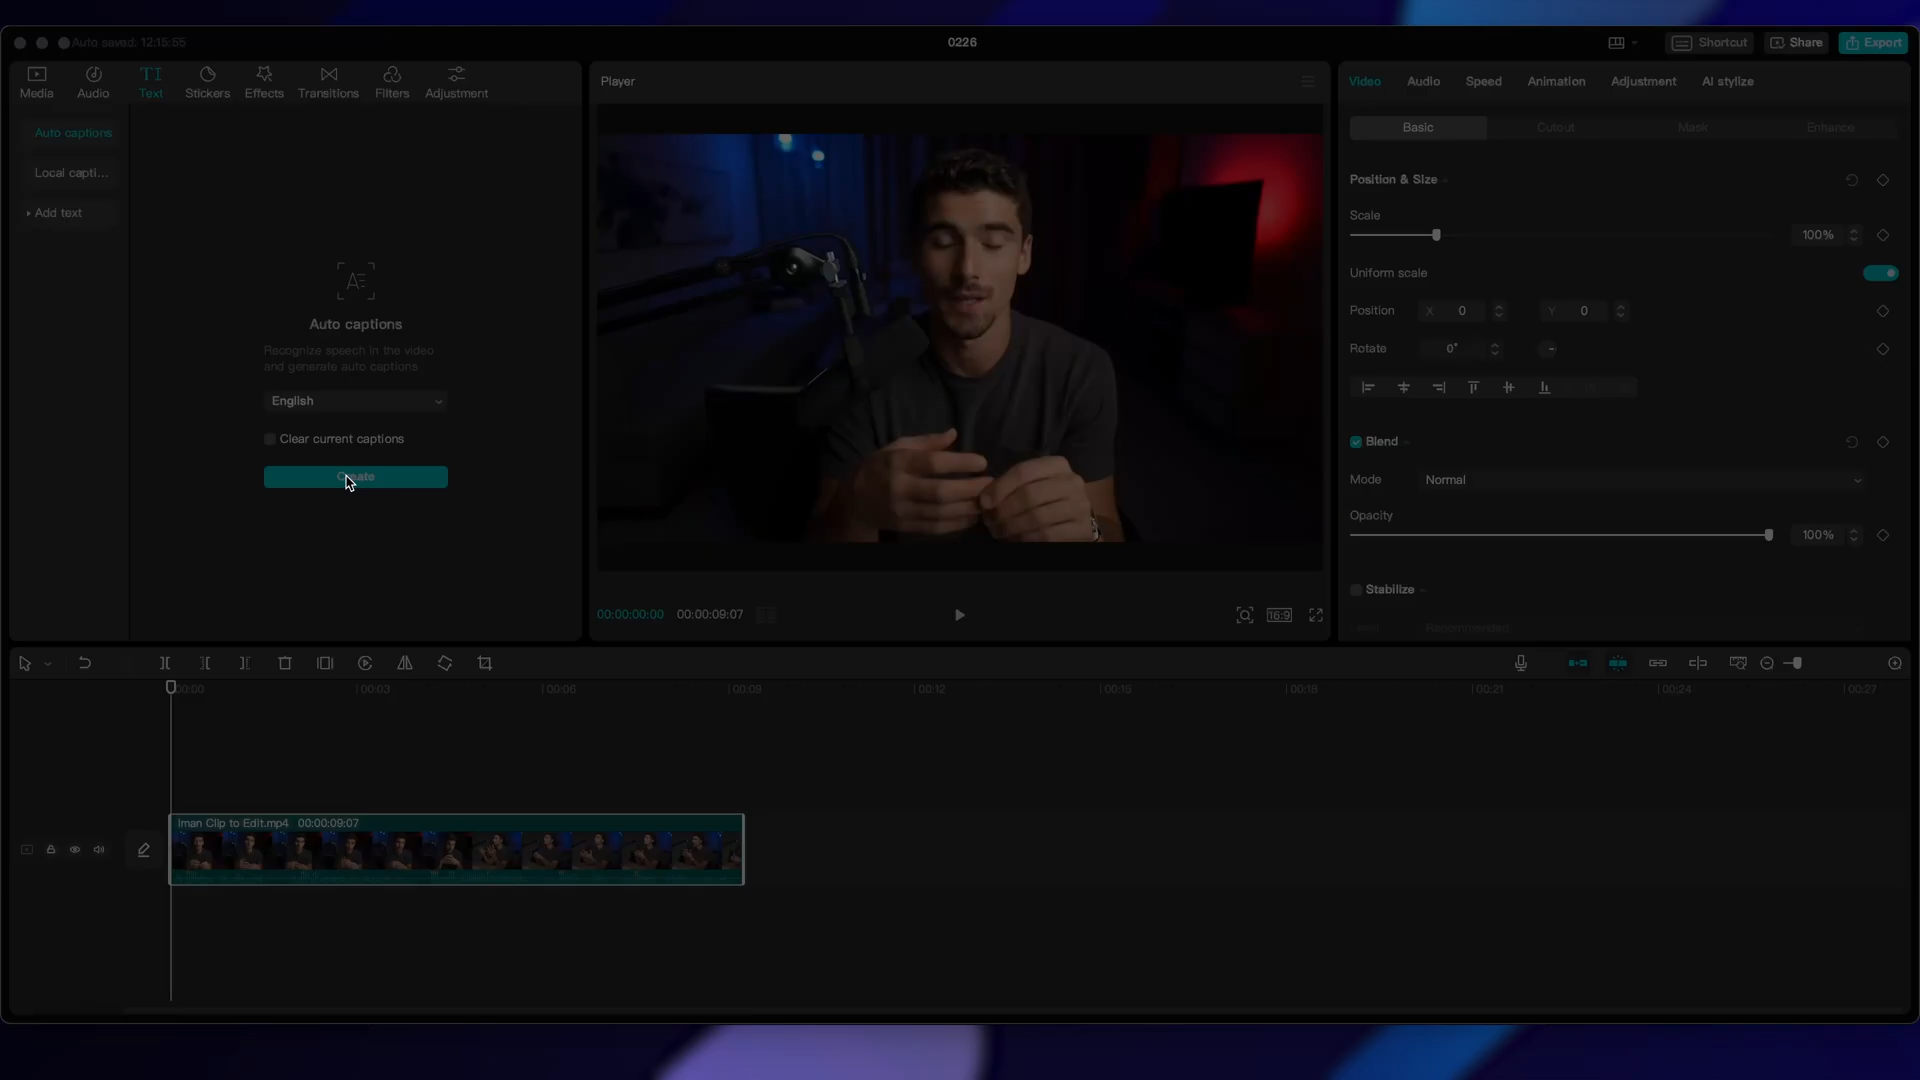 Auto saved: 12:15:55
0226
Shortcut
Share
Export
Media
Audio
Text
Stickers
Effects
Transitions
Filters
Adjustment
Auto captions
Local capti...
Add text
Auto captions
Recognize speech in the video
and generate auto captions
English
Clear current captions
Create
Player
00:00:00:00 00:00:09:07
16:9
Video
Audio
Speed
Animation
Adjustment
AI stylize
Basic
Cutout
Mask
Enhance
Position & Size
Scale
100%
Uniform scale
Position X 0 Y 0
Rotate 0°
Blend
Mode Normal
Opacity
100%
Stabilize
Level Recommended
00:00 00:03 00:06 00:09 00:12 00:15 00:18 00:21 00:24 00:27
Iman Clip to Edit.mp4 00:00:09:07